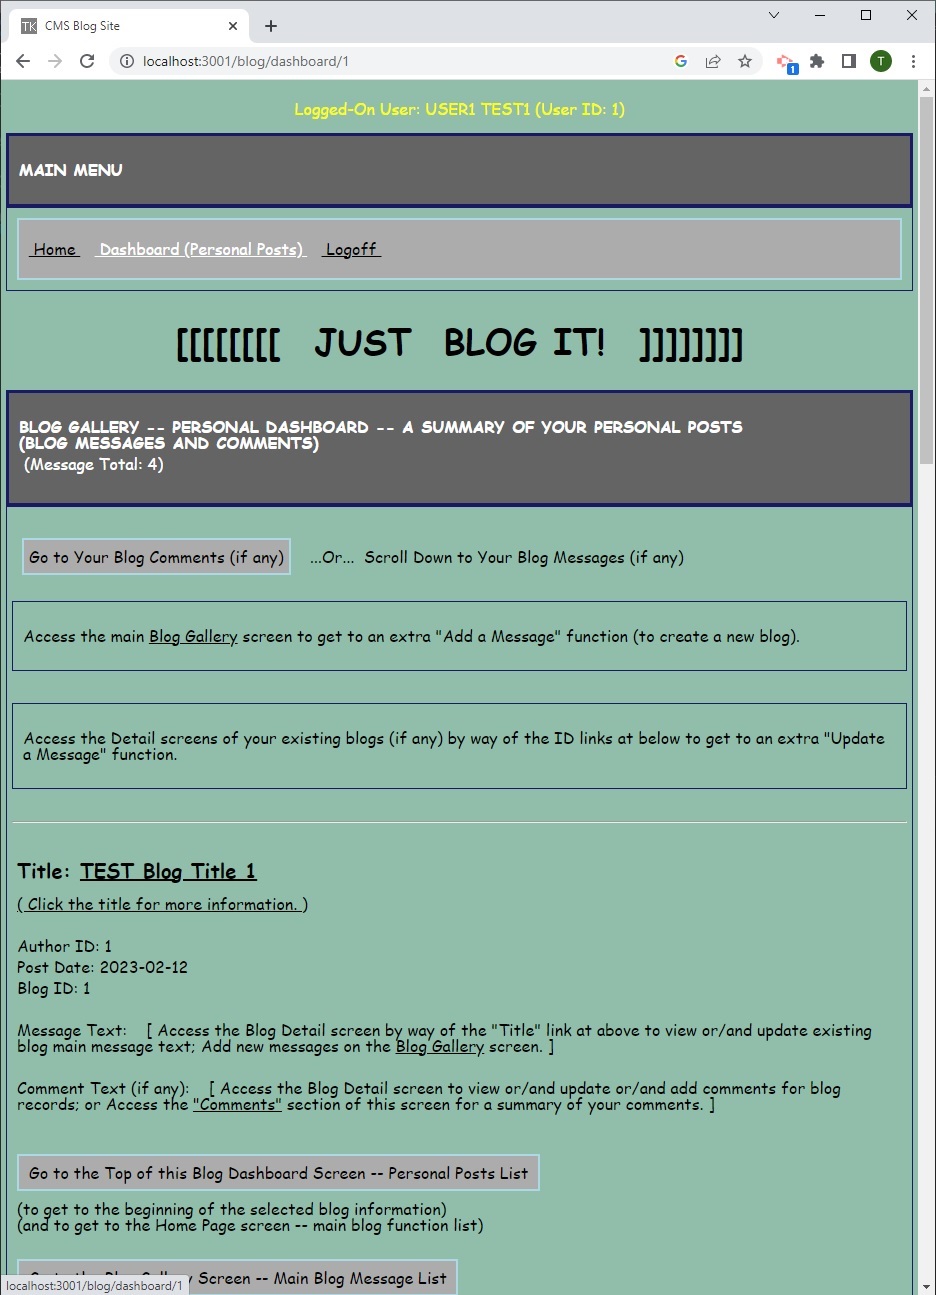 TK CMS Blog Site
localhost:3001/blog/dashboard/1
1
T
Logged-On User: USER1 TEST1 (User ID: 1)
MAIN MENU
Home Dashboard (Personal Posts) Logoff
[[[[[[[[ JUST BLOG IT! ]]]]]]]]
BLOG GALLERY -- PERSONAL DASHBOARD -- A SUMMARY OF YOUR PERSONAL POSTS
(BLOG MESSAGES AND COMMENTS)
(Message Total: 4)
Go to Your Blog Comments (if any) ...Or... Scroll Down to Your Blog Messages (if any)
Access the main Blog Gallery screen to get to an extra "Add a Message" function (to create a new blog).
Access the Detail screens of your existing blogs (if any) by way of the ID links at below to get to an extra "Update
a Message" function.
Title: TEST Blog Title 1
( Click the title for more information. )
Author ID: 1
Post Date: 2023-02-12
Blog ID: 1
Message Text: [ Access the Blog Detail screen by way of the "Title" link at above to view or/and update existing
blog main message text; Add new messages on the Blog Gallery screen. ]
Comment Text (if any): [ Access the Blog Detail screen to view or/and update or/and add comments for blog
records; or Access the "Comments" section of this screen for a summary of your comments. ]
Go to the Top of this Blog Dashboard Screen -- Personal Posts List
(to get to the beginning of the selected blog information)
(and to get to the Home Page screen -- main blog function list)
Screen -- Main Blog Message List
localhost:3001/blog/dashboard/1